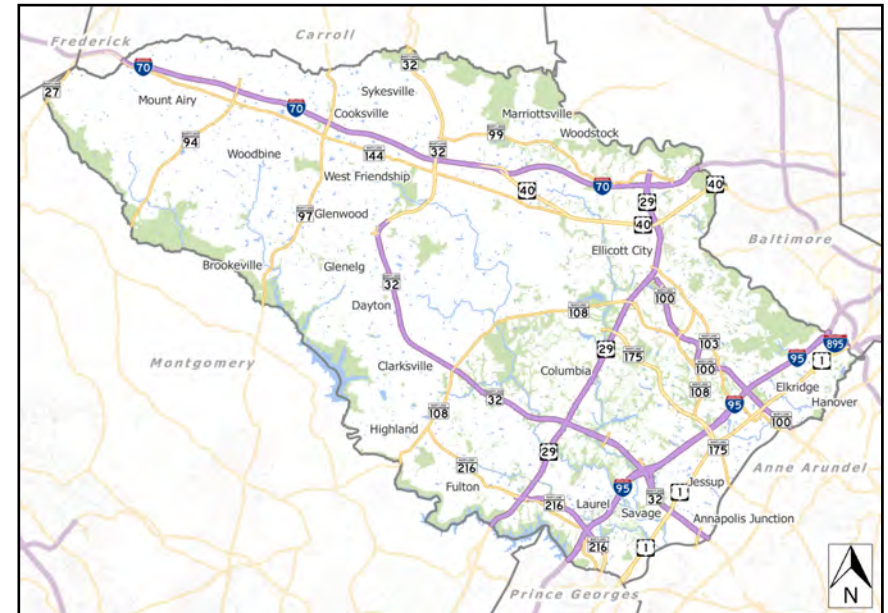 Frederick
Carroll
70
32
27
Mount Airy
70
Sykesville
Cooksville
Marriottsville
94
99
Woodstock
144
32
Woodbine
West Friendship
40
70
40
29
97
Glenwood
40
Baltimore
Ellicott City
Brookeville
Glenelg
32
Dayton
100
108
103
895
Montgomery
29
175
95
1
Clarksville
Columbia
100
Elkridge
32
108
95
Hanover
108
100
Highland
29
175
216
Anne Arundel
Fulton
95
Jessup
1
216
Laurel
32
Savage
Annapolis Junction
216
1
Prince Georges
N